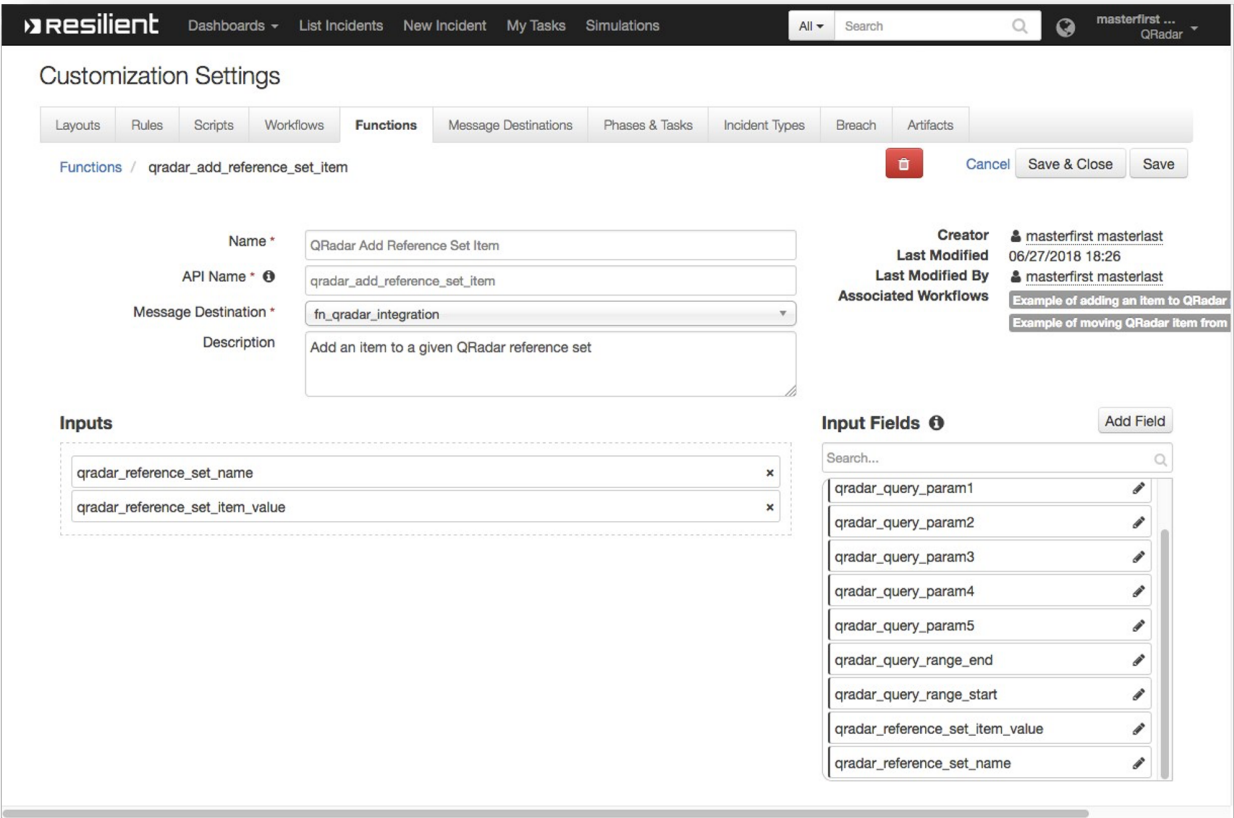 Resilient Dashboards List Incidents New Incident My Tasks Simulations All Search masterfirst ...
QRadar
Customization Settings
Layouts Rules Scripts Workflows Functions Message Destinations Phases & Tasks Incident Types Breach Artifacts
Functions / qradar_add_reference_set_item Cancel Save & Close Save
Name * QRadar Add Reference Set Item
API Name * qradar_add_reference_set_item
Message Destination * fn_qradar_integration
Description Add an item to a given QRadar reference set
Creator masterfirst masterlast
Last Modified 06/27/2018 18:26
Last Modified By masterfirst masterlast
Associated Workflows Example of adding an item to QRadar
Example of moving QRadar item from
Inputs
qradar_reference_set_name ×
qradar_reference_set_item_value ×
Input Fields Add Field
Search...
qradar_query_param1
qradar_query_param2
qradar_query_param3
qradar_query_param4
qradar_query_param5
qradar_query_range_end
qradar_query_range_start
qradar_reference_set_item_value
qradar_reference_set_name